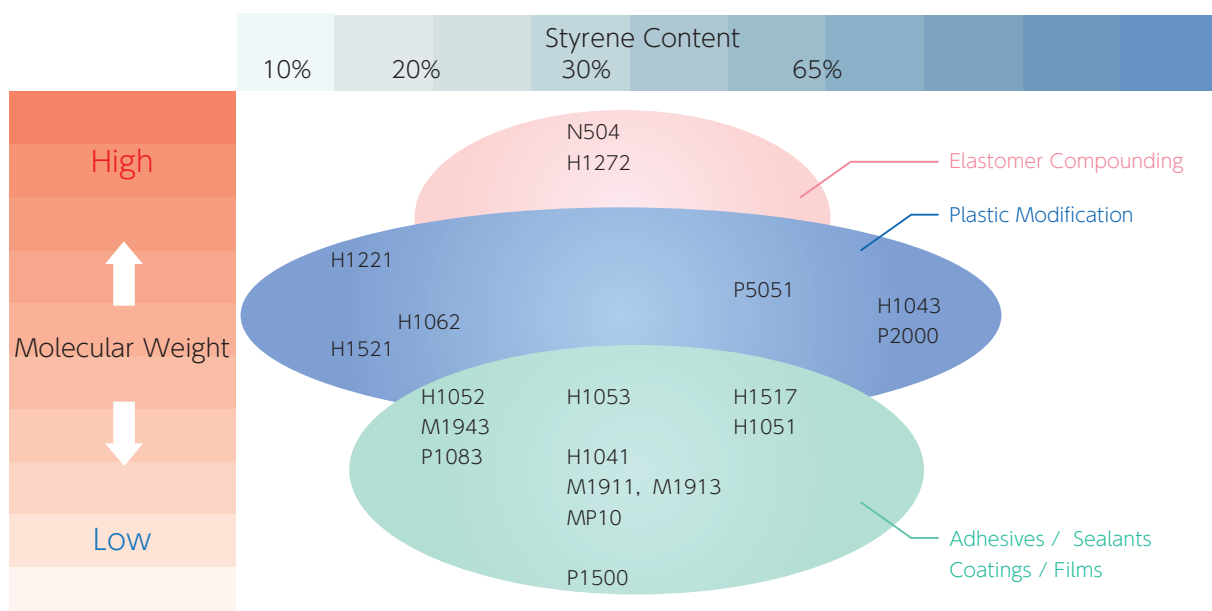 Styrene Content
10% 20% 30% 65%
High
Molecular Weight
Low
N504
H1272
Elastomer Compounding
Plastic Modification
H1221
P5051
H1043
H1062
P2000
H1521
H1052 H1053 H1517
M1943 H1051
P1083 H1041
M1911, M1913
MP10
Adhesives / Sealants
Coatings / Films
P1500